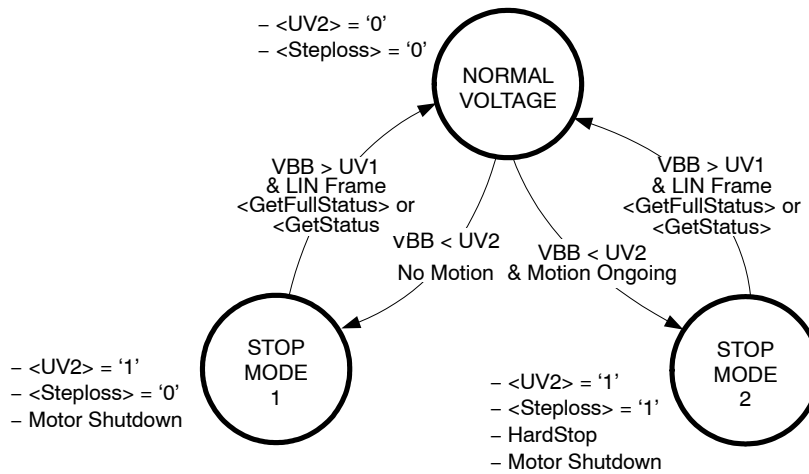 – <UV2> = ‘0’
– <Steploss> = ‘0’
NORMAL
VOLTAGE
VBB > UV1
& LIN Frame
<GetFullStatus> or
<GetStatus
vBB < UV2
No Motion
VBB < UV2
& Motion Ongoing
VBB > UV1
& LIN Frame
<GetFullStatus> or
<GetStatus>
– <UV2> = ‘1’
– <Steploss> = ‘0’
– Motor Shutdown
STOP
MODE
1
– <UV2> = ‘1’
– <Steploss> = ‘1’
– HardStop
– Motor Shutdown
STOP
MODE
2